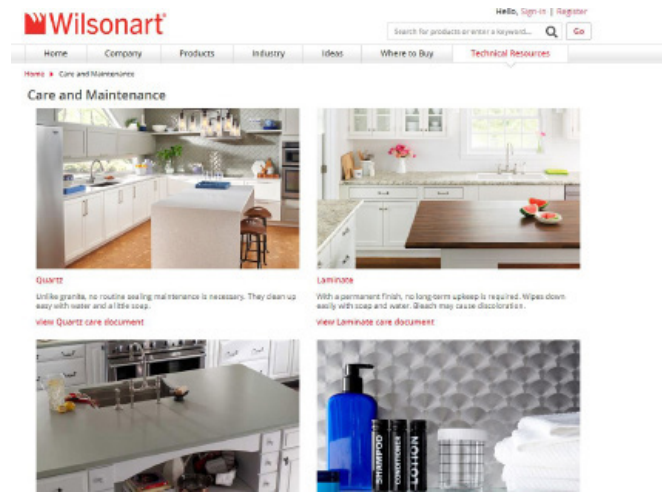 Wilsonart
Hello, Sign-in | Register
Search for products or enter a keyword... Go
Home Company Products Industry Ideas Where to Buy Technical Resources
Home Care and Maintenance
Care and Maintenance
Quartz
Unlike granite, no routine sealing maintenance is necessary. They clean up
easy with water and a little soap.
view Quartz care document
Laminate
With a permanent finish, no long-term upkeep is required. Wipes down
easily with soap and water. Bleach may cause discoloration.
view Laminate care document
SHAMPOO
CONDITIONER
LOTION